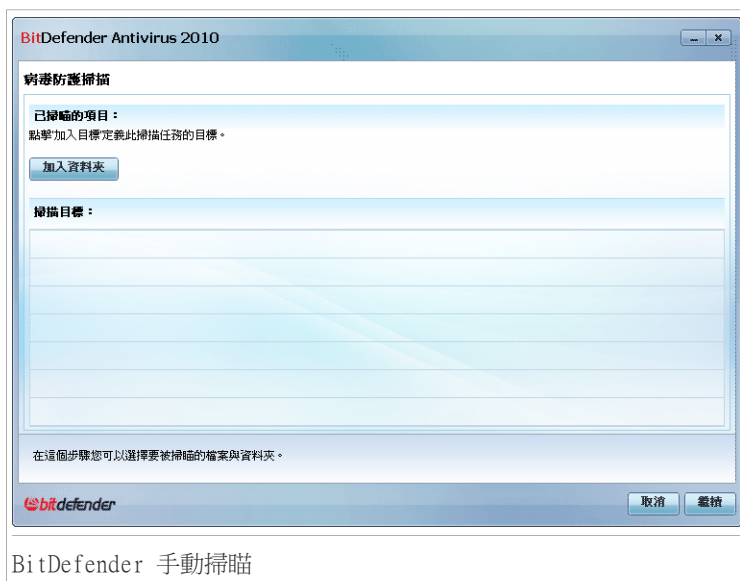 BitDefender Antivirus 2010
病毒防護掃描
已掃瞄的項目：
點擊'加入目標'定義此掃描任務的目標。
加入資料夾
掃描目標：
在這個步驟您可以選擇要被掃瞄的檔案與資料夾。
bitdefender
取消 繼續
BitDefender 手動掃瞄